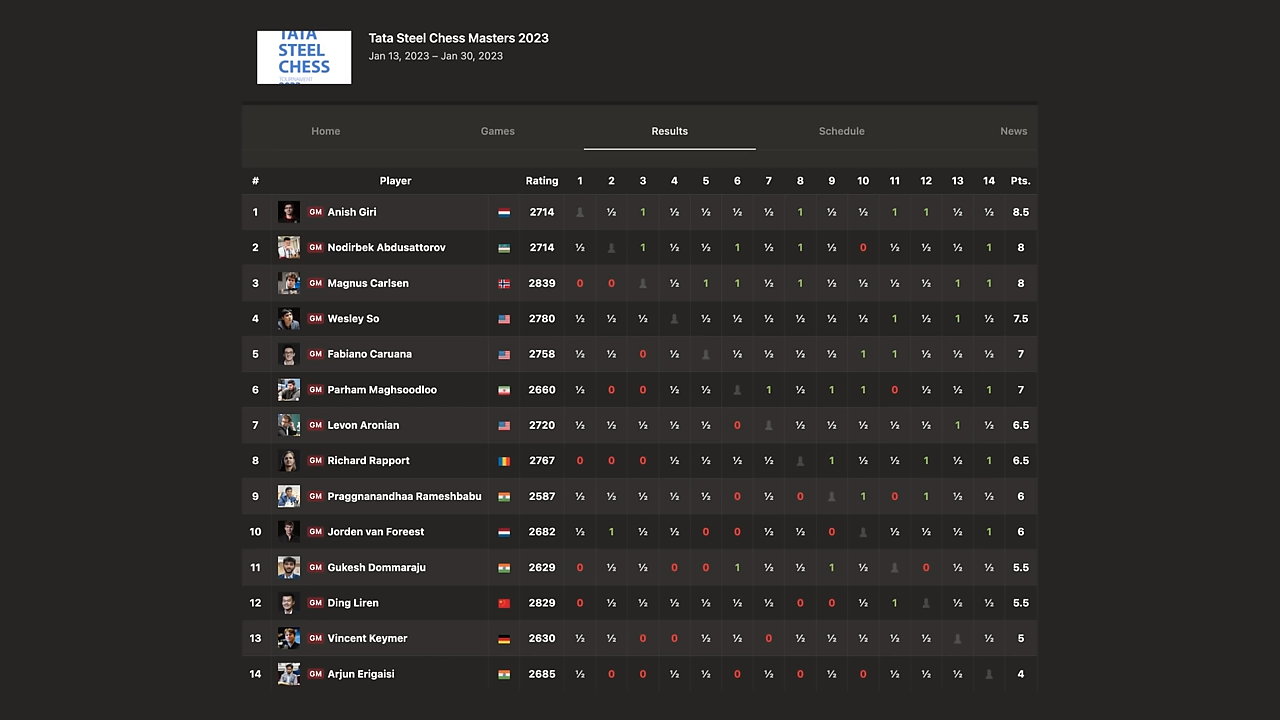 TATA
STEEL
CHESS
TOURNAMENT
Tata Steel Chess Masters 2023
Jan 13, 2023 – Jan 30, 2023
Home Games Results Schedule News
# Player Rating 1 2 3 4 5 6 7 8 9 10 11 12 13 14 Pts.
1 GM Anish Giri 2714 ½ 1 ½ ½ ½ ½ 1 ½ ½ 1 1 ½ ½ 8.5
2 GM Nodirbek Abdusattorov 2714 ½ 1 ½ ½ 1 ½ 1 ½ 0 ½ ½ ½ 1 8
3 GM Magnus Carlsen 2839 0 0 ½ 1 1 ½ 1 ½ ½ ½ ½ 1 1 8
4 GM Wesley So 2780 ½ ½ ½ ½ ½ ½ ½ ½ ½ 1 ½ 1 ½ 7.5
5 GM Fabiano Caruana 2758 ½ ½ 0 ½ ½ ½ ½ ½ 1 1 ½ ½ ½ 7
6 GM Parham Maghsoodloo 2660 ½ 0 0 ½ ½ 1 ½ 1 1 0 ½ ½ 1 7
7 GM Levon Aronian 2720 ½ ½ ½ ½ ½ 0 ½ ½ ½ ½ ½ 1 ½ 6.5
8 GM Richard Rapport 2767 0 0 0 ½ ½ ½ ½ 1 ½ ½ 1 ½ 1 6.5
9 GM Praggnanandhaa Rameshbabu 2587 ½ ½ ½ ½ ½ 0 ½ 0 1 0 1 ½ ½ 6
10 GM Jorden van Foreest 2682 ½ 1 ½ ½ 0 0 ½ ½ 0 ½ ½ ½ 1 6
11 GM Gukesh Dommaraju 2629 0 ½ ½ 0 0 1 ½ ½ 1 ½ 0 ½ ½ 5.5
12 GM Ding Liren 2829 0 ½ ½ ½ ½ ½ ½ 0 0 ½ 1 ½ ½ 5.5
13 GM Vincent Keymer 2630 ½ ½ 0 0 ½ ½ 0 ½ ½ ½ ½ ½ ½ 5
14 GM Arjun Erigaisi 2685 ½ 0 0 ½ ½ 0 ½ 0 ½ 0 ½ ½ ½ 4